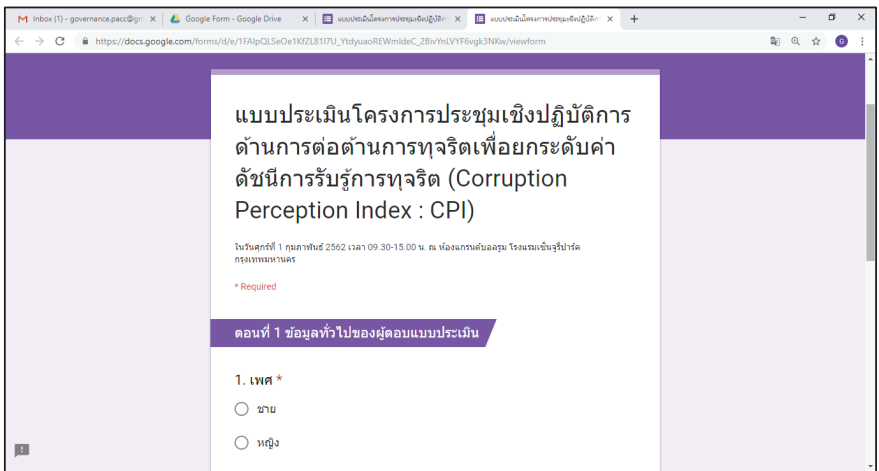 Inbox (1) - governance.pacc@gm
Google Form - Google Drive
แบบประเมินโครงการประชุมเชิงปฏิบัติกา
แบบประเมินโครงการประชุมเชิงปฏิบัติกา
https://docs.google.com/forms/d/e/1FAIpQLSeOe1KfZL81I7U_YtdyuaoREWmIdeC_2BivYnLVYF6vgk3NKw/viewform
G
แบบประเมินโครงการประชุมเชิงปฏิบัติการ
ด้านการต่อต้านการทุจริตเพื่อยกระดับค่า
ดัชนีการรับรู้การทุจริต (Corruption
Perception Index : CPI)
ในวันศุกร์ที่ 1 กุมภาพันธ์ 2562 เวลา 09.30-15.00 น. ณ ห้องแกรนด์บอลรูม โรงแรมเซ็นจูรี่ปาร์ค
กรุงเทพมหานคร
* Required
ตอนที่ 1 ข้อมูลทั่วไปของผู้ตอบแบบประเมิน
1. เพศ *
ชาย
หญิง